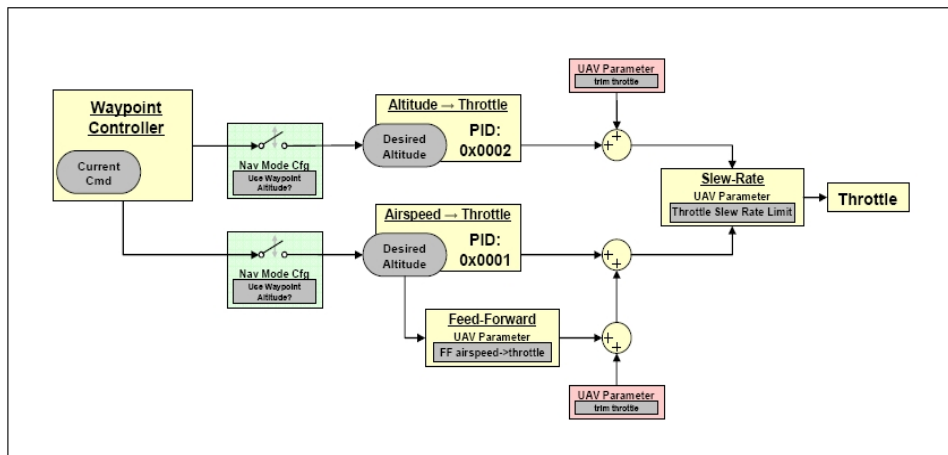 UAV Parameter
trim throttle
Waypoint
Controller
Current
Cmd
Nav Mode Cfg
Use Waypoint
Altitude?
Altitude → Throttle
Desired
Altitude
PID:
0x0002
+
+
Slew-Rate
UAV Parameter
Throttle Slew Rate Limit
Throttle
Nav Mode Cfg
Use Waypoint
Altitude?
Airspeed → Throttle
Desired
Altitude
PID:
0x0001
+
+
Feed-Forward
UAV Parameter
FF airspeed->throttle
+
+
UAV Parameter
trim throttle